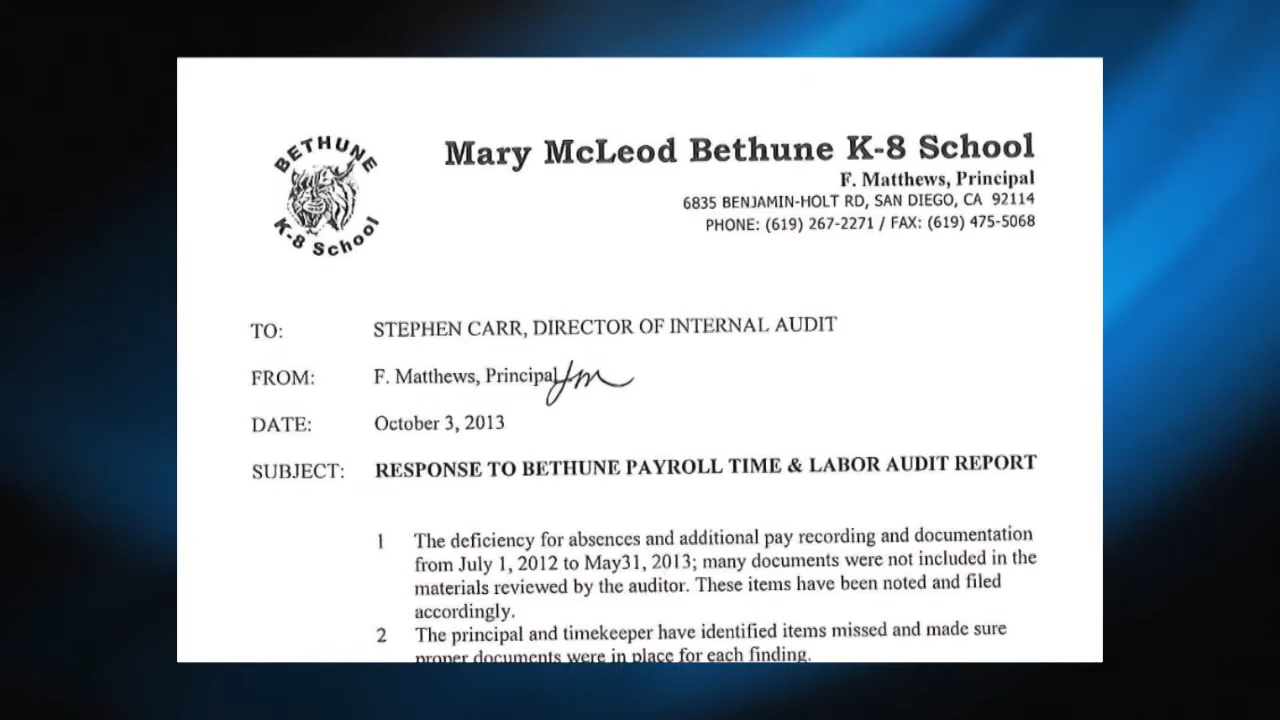 BETHUNE
K-8 School
Mary McLeod Bethune K-8 School
F. Matthews, Principal
6835 BENJAMIN-HOLT RD, SAN DIEGO, CA 92114
PHONE: (619) 267-2271 / FAX: (619) 475-5068
TO: STEPHEN CARR, DIRECTOR OF INTERNAL AUDIT
FROM: F. Matthews, Principal
DATE: October 3, 2013
SUBJECT: RESPONSE TO BETHUNE PAYROLL TIME & LABOR AUDIT REPORT
1 The deficiency for absences and additional pay recording and documentation
from July 1, 2012 to May31, 2013; many documents were not included in the
materials reviewed by the auditor. These items have been noted and filed
accordingly.
2 The principal and timekeeper have identified items missed and made sure
proper documents were in place for each finding.